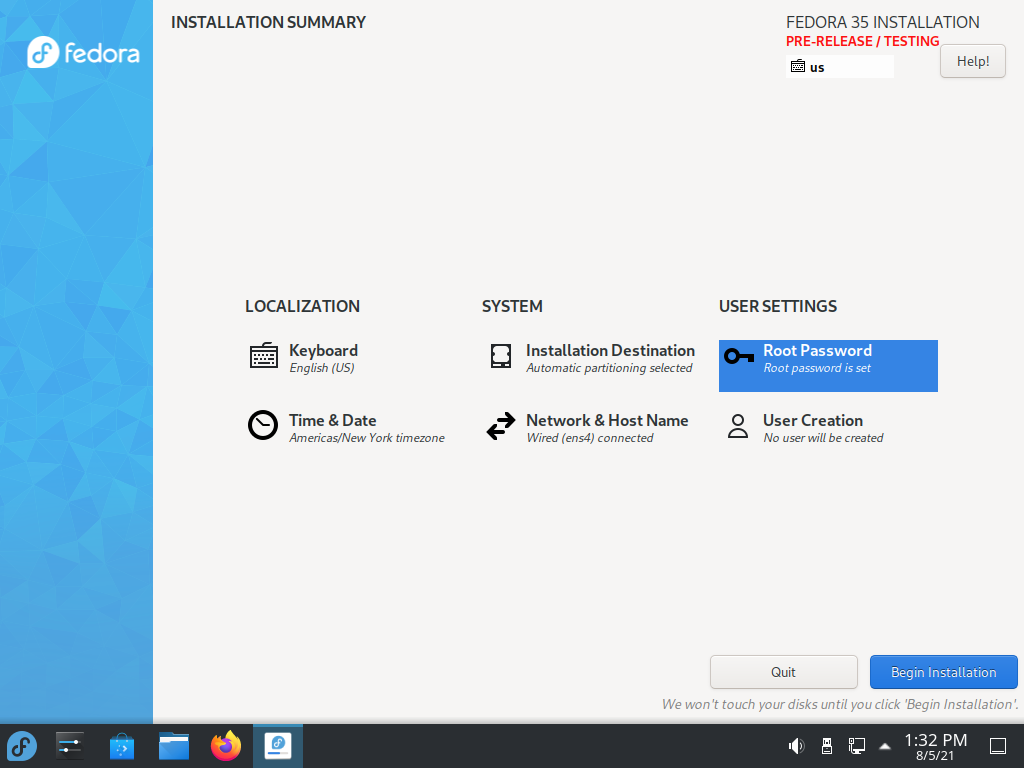 fedora
INSTALLATION SUMMARY
FEDORA 35 INSTALLATION
PRE-RELEASE / TESTING
us
Help!
LOCALIZATION
Keyboard
English (US)
Time & Date
Americas/New York timezone
SYSTEM
Installation Destination
Automatic partitioning selected
Network & Host Name
Wired (ens4) connected
USER SETTINGS
Root Password
Root password is set
User Creation
No user will be created
Quit
Begin Installation
We won't touch your disks until you click 'Begin Installation'.
1:32 PM
8/5/21